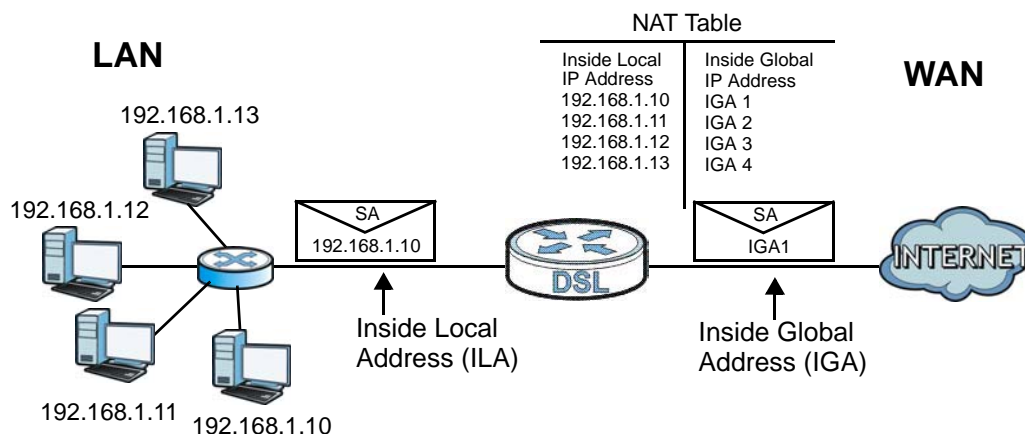 NAT Table
LAN
WAN
Inside Local
IP Address
192.168.1.10
192.168.1.11
192.168.1.12
192.168.1.13
Inside Global
IP Address
IGA 1
IGA 2
IGA 3
IGA 4
192.168.1.13
192.168.1.12
192.168.1.11
192.168.1.10
SA
192.168.1.10
DSL
SA
IGA1
INTERNET
Inside Local
Address (ILA)
Inside Global
Address (IGA)